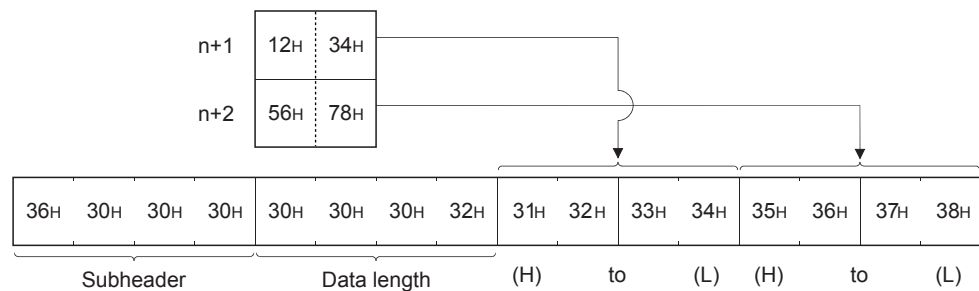 n+1 12H 34H
n+2 56H 78H
36H 30H 30H 30H 30H 30H 30H 32H 31H 32H 33H 34H 35H 36H 37H 38H
Subheader Data length (H) to (L) (H) to (L)